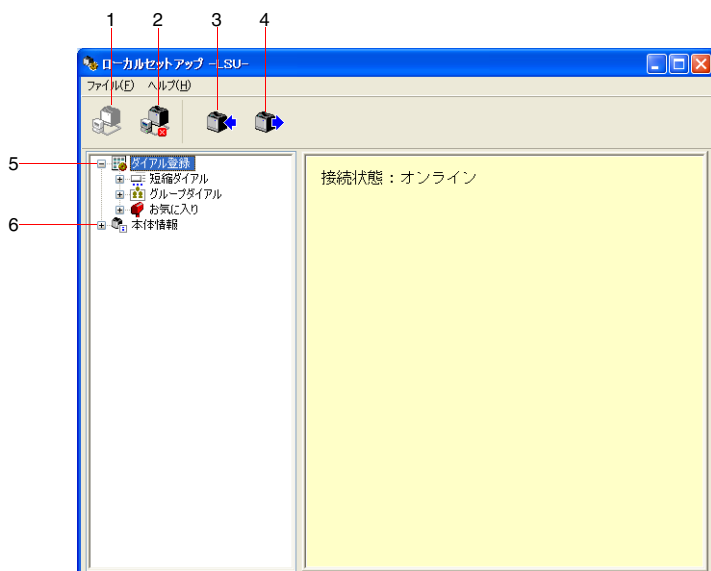 1 2 3 4
ローカルセットアップ -LSU-
ファイル(F) ヘルプ(H)
5
ダイアル登録
短縮ダイアル
グループダイアル
お気に入り
6
本体情報
接続状態：オンライン